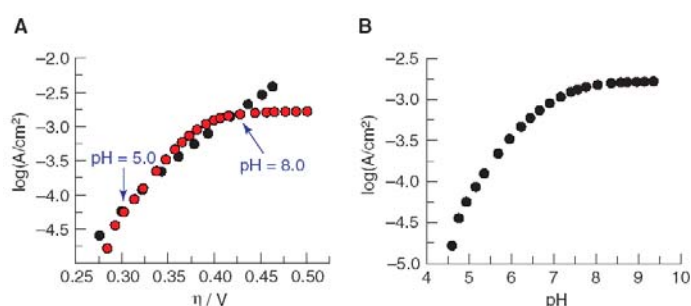 A
B
log(A/cm²)
-2.0
-2.5
-3.0
-3.5
-4.0
-4.5
pH = 5.0
pH = 8.0
0.25 0.30 0.35 0.40 0.45 0.50
η / V
log(A/cm²)
-2.5
-3.0
-3.5
-4.0
-4.5
-5.0
4 5 6 7 8 9 10
pH